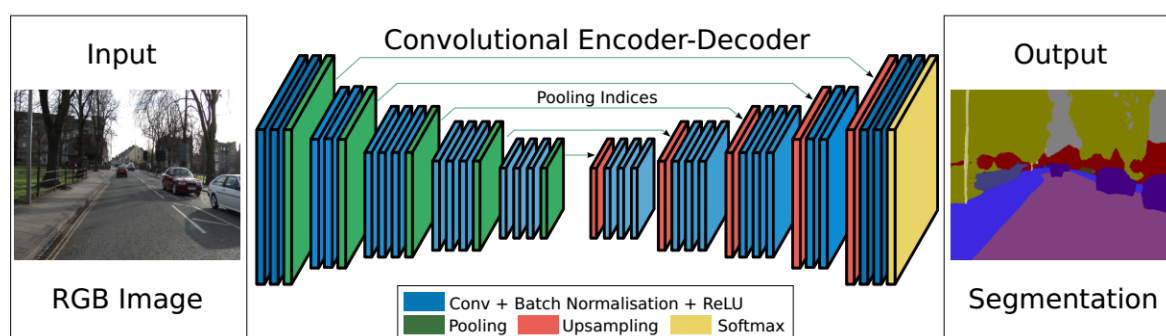 Input
RGB Image
Convolutional Encoder-Decoder
Pooling Indices
Conv + Batch Normalisation + ReLU
Pooling Upsampling Softmax
Output
Segmentation